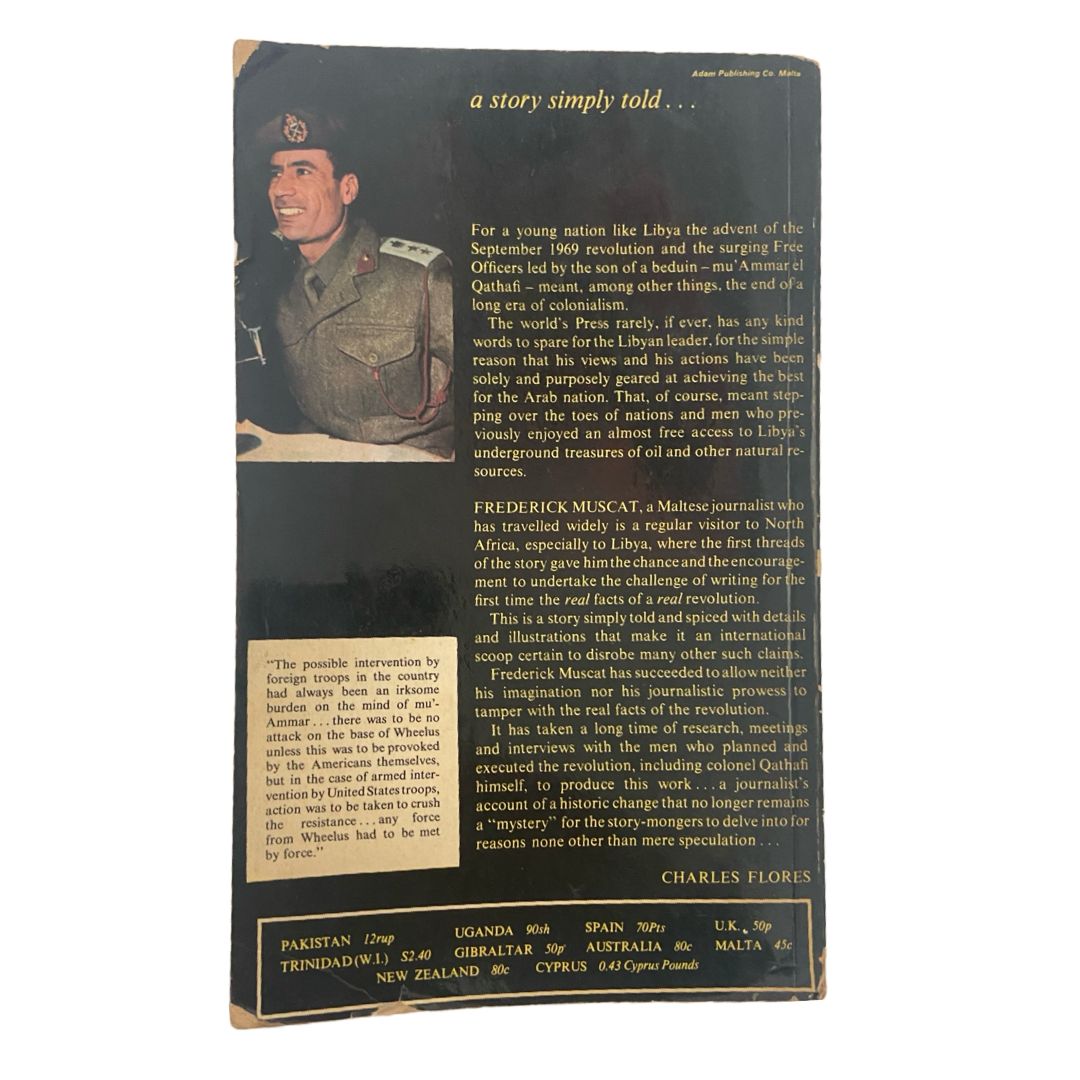 Adam Publishing Co. Malta
a story simply told . . .
For a young nation like Libya the advent of the
September 1969 revolution and the surging Free
Officers led by the son of a beduin – mu'Ammar el
Qathafi – meant, among other things, the end of a
long era of colonialism.
The world's Press rarely, if ever, has any kind
words to spare for the Libyan leader, for the simple
reason that his views and his actions have been
solely and purposely geared at achieving the best
for the Arab nation. That, of course, meant step-
ping over the toes of nations and men who pre-
viously enjoyed an almost free access to Libya's
underground treasures of oil and other natural re-
sources.
FREDERICK MUSCAT, a Maltese journalist who
has travelled widely is a regular visitor to North
Africa, especially to Libya, where the first threads
of the story gave him the chance and the encourage-
ment to undertake the challenge of writing for the
first time the real facts of a real revolution.
This is a story simply told and spiced with details
and illustrations that make it an international
scoop certain to disrobe many other such claims.
Frederick Muscat has succeeded to allow neither
his imagination nor his journalistic prowess to
tamper with the real facts of the revolution.
It has taken a long time of research, meetings
and interviews with the men who planned and
executed the revolution, including colonel Qathafi
himself, to produce this work . . . a journalist's
account of a historic change that no longer remains
a "mystery" for the story-mongers to delve into for
reasons none other than mere speculation . . .
CHARLES FLORES
"The possible intervention by
foreign troops in the country
had always been an irksome
burden on the mind of mu'-
Ammar . . . there was to be no
attack on the base of Wheelus
unless this was to be provoked
by the Americans themselves,
but in the case of armed inter-
vention by United States troops,
action was to be taken to crush
the resistance . . . any force
from Wheelus had to be met
by force."
PAKISTAN 12rup UGANDA 90sh SPAIN 70Pts U.K. 50p
TRINIDAD (W.I.) S2.40 GIBRALTAR 50p AUSTRALIA 80c MALTA 45c
NEW ZEALAND 80c CYPRUS 0.43 Cyprus Pounds